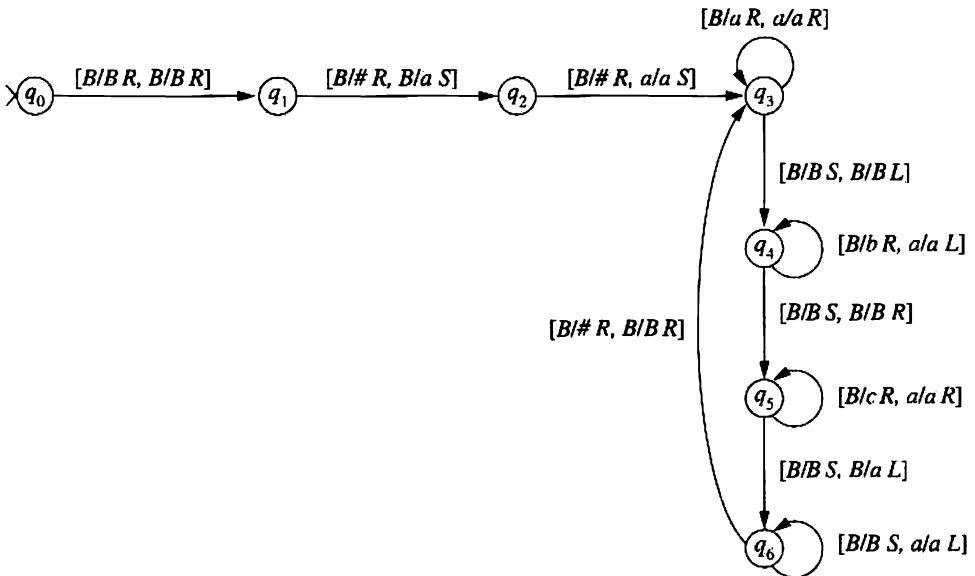 [B/a R, a/a R]
[B/B R, B/B R] [B/# R, B/a S] [B/# R, a/a S]
q0 q1 q2 q3
[B/B S, B/B L]
q4 [B/b R, a/a L]
[B/# R, B/B R] [B/B S, B/B R]
q5 [B/c R, a/a R]
[B/B S, B/a L]
q6 [B/B S, a/a L]